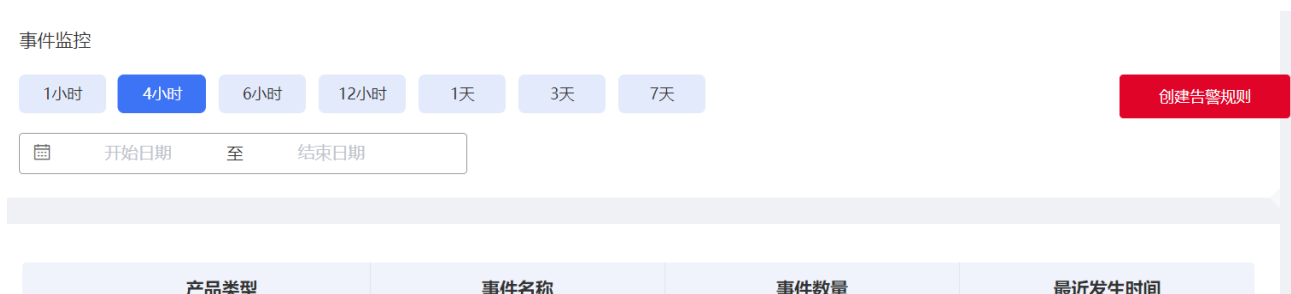 事件监控
1小时 4小时 6小时 12小时 1天 3天 7天 创建告警规则
开始日期 至 结束日期
产品类型 事件名称 事件数量 最近发生时间